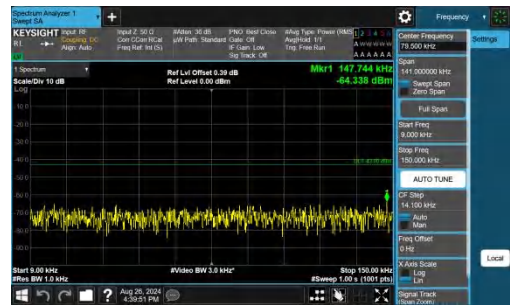 Spectrum Analyzer 1
Swept SA
+
Frequency
KEYSIGHT
Input: RF
Coupling: DC
Align: Auto
Input Z: 50 Ω
Corr CCorr RCal
Freq Ref: Int (S)
#Atten: 30 dB
µW Path: Standard
PNO: Best Close
Gate: Off
IF Gain: Low
Sig Track: Off
#Avg Type: Power (RMS)
Avg|Hold: 1/1
Trig: Free Run
1 2 3 4 5 6
A W W W W W
A A A A A A
1 Spectrum
Scale/Div 10 dB
Log
Ref Lvl Offset 0.39 dB
Ref Level 0.00 dBm
Mkr1 147.744 kHz
-64.338 dBm
-10.0
-20.0
-30.0
-40.0
-50.0
-60.0
-70.0
-80.0
-90.0
Start 9.00 kHz
#Res BW 1.0 kHz
#Video BW 3.0 kHz*
Stop 150.00 kHz
#Sweep 1.00 s (1001 pts)
Center Frequency
79.500 kHz
Settings
Span
141.000000 kHz
Swept Span
Zero Span
Full Span
Start Freq
9.000 kHz
Stop Freq
150.000 kHz
AUTO TUNE
CF Step
14.100 kHz
Auto
Man
Freq Offset
0 Hz
X Axis Scale
Log
Lin
Local
Signal Track
(Span Zoom)
?
Aug 26, 2024
4:39:51 PM